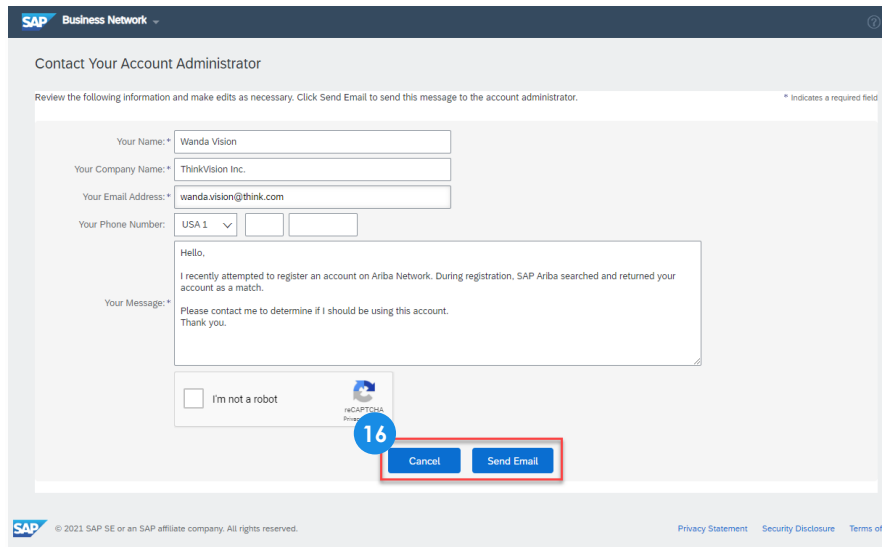 SAP Business Network
Contact Your Account Administrator
Review the following information and make edits as necessary. Click Send Email to send this message to the account administrator.
* Indicates a required field
Your Name:* Wanda Vision
Your Company Name:* ThinkVision Inc.
Your Email Address:* wanda.vision@think.com
Your Phone Number: USA 1
Your Message:*
Hello,
I recently attempted to register an account on Ariba Network. During registration, SAP Ariba searched and returned your
account as a match.
Please contact me to determine if I should be using this account.
Thank you.
I'm not a robot
reCAPTCHA
16
Cancel Send Email
SAP © 2021 SAP SE or an SAP affiliate company. All rights reserved. Privacy Statement Security Disclosure Terms of